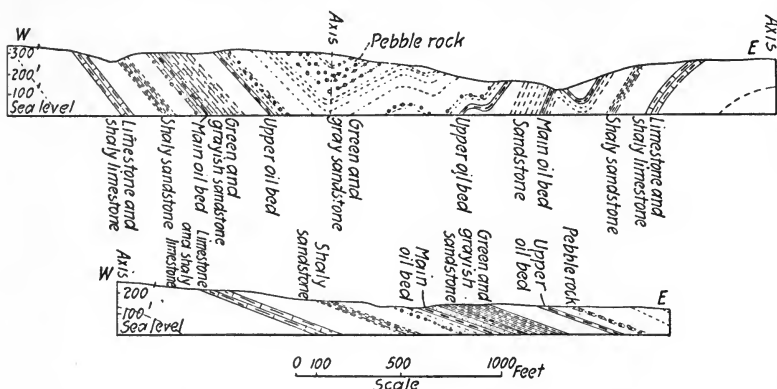 Axis
Axis
W
Pebble rock
E
300'
200'
100'
Sea level
Limestone and
shaly limestone
Shaly sandstone
Main oil bed
Green and
grayish sandstone
Upper oil bed
Green and
gray sandstone
Upper oil bed
Sandstone
Main oil bed
Shaly sandstone
Limestone and
shaly limestone
Axis
W
200'
100'
Sea level
Limestone
and shaly
limestone
Shaly
sandstone
Main
oil bed
Green and
grayish
sandstone
Upper
oil bed
Pebble rock
E
0 100 500 1000 Feet
Scale